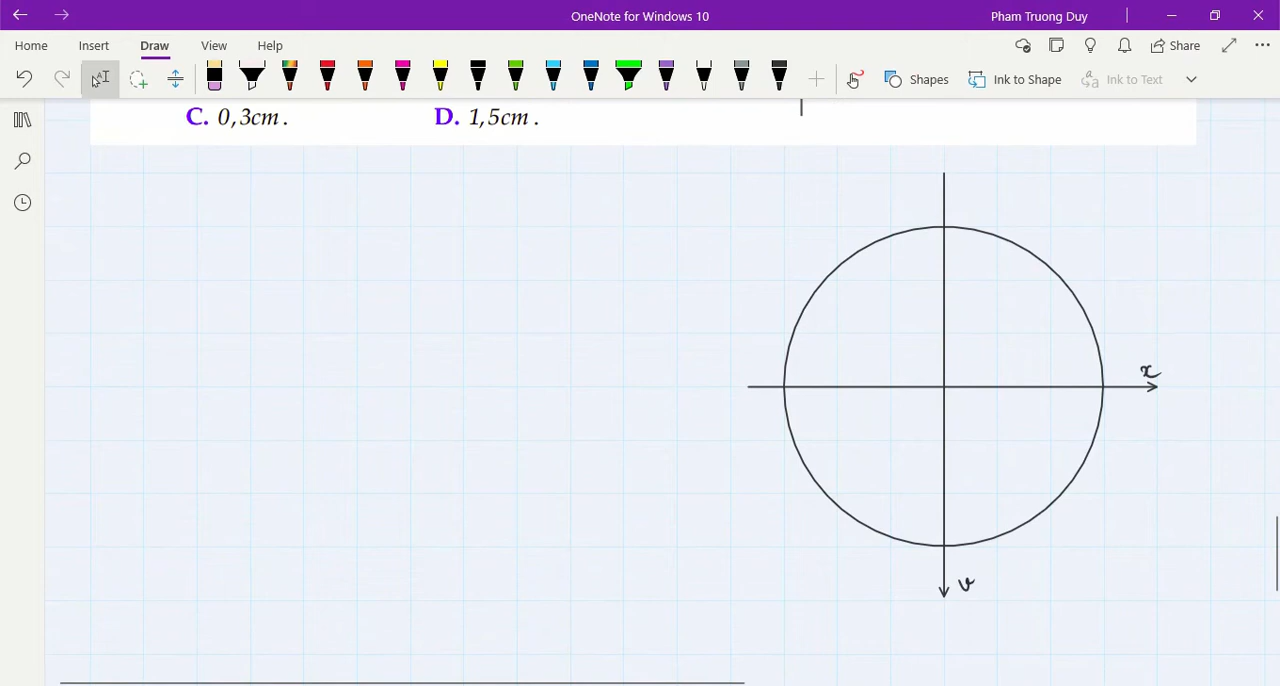 OneNote for Windows 10
Pham Truong Duy
Home Insert Draw View Help
Share
Shapes Ink to Shape Ink to Text
C. 0,3cm . D. 1,5cm .
x
v